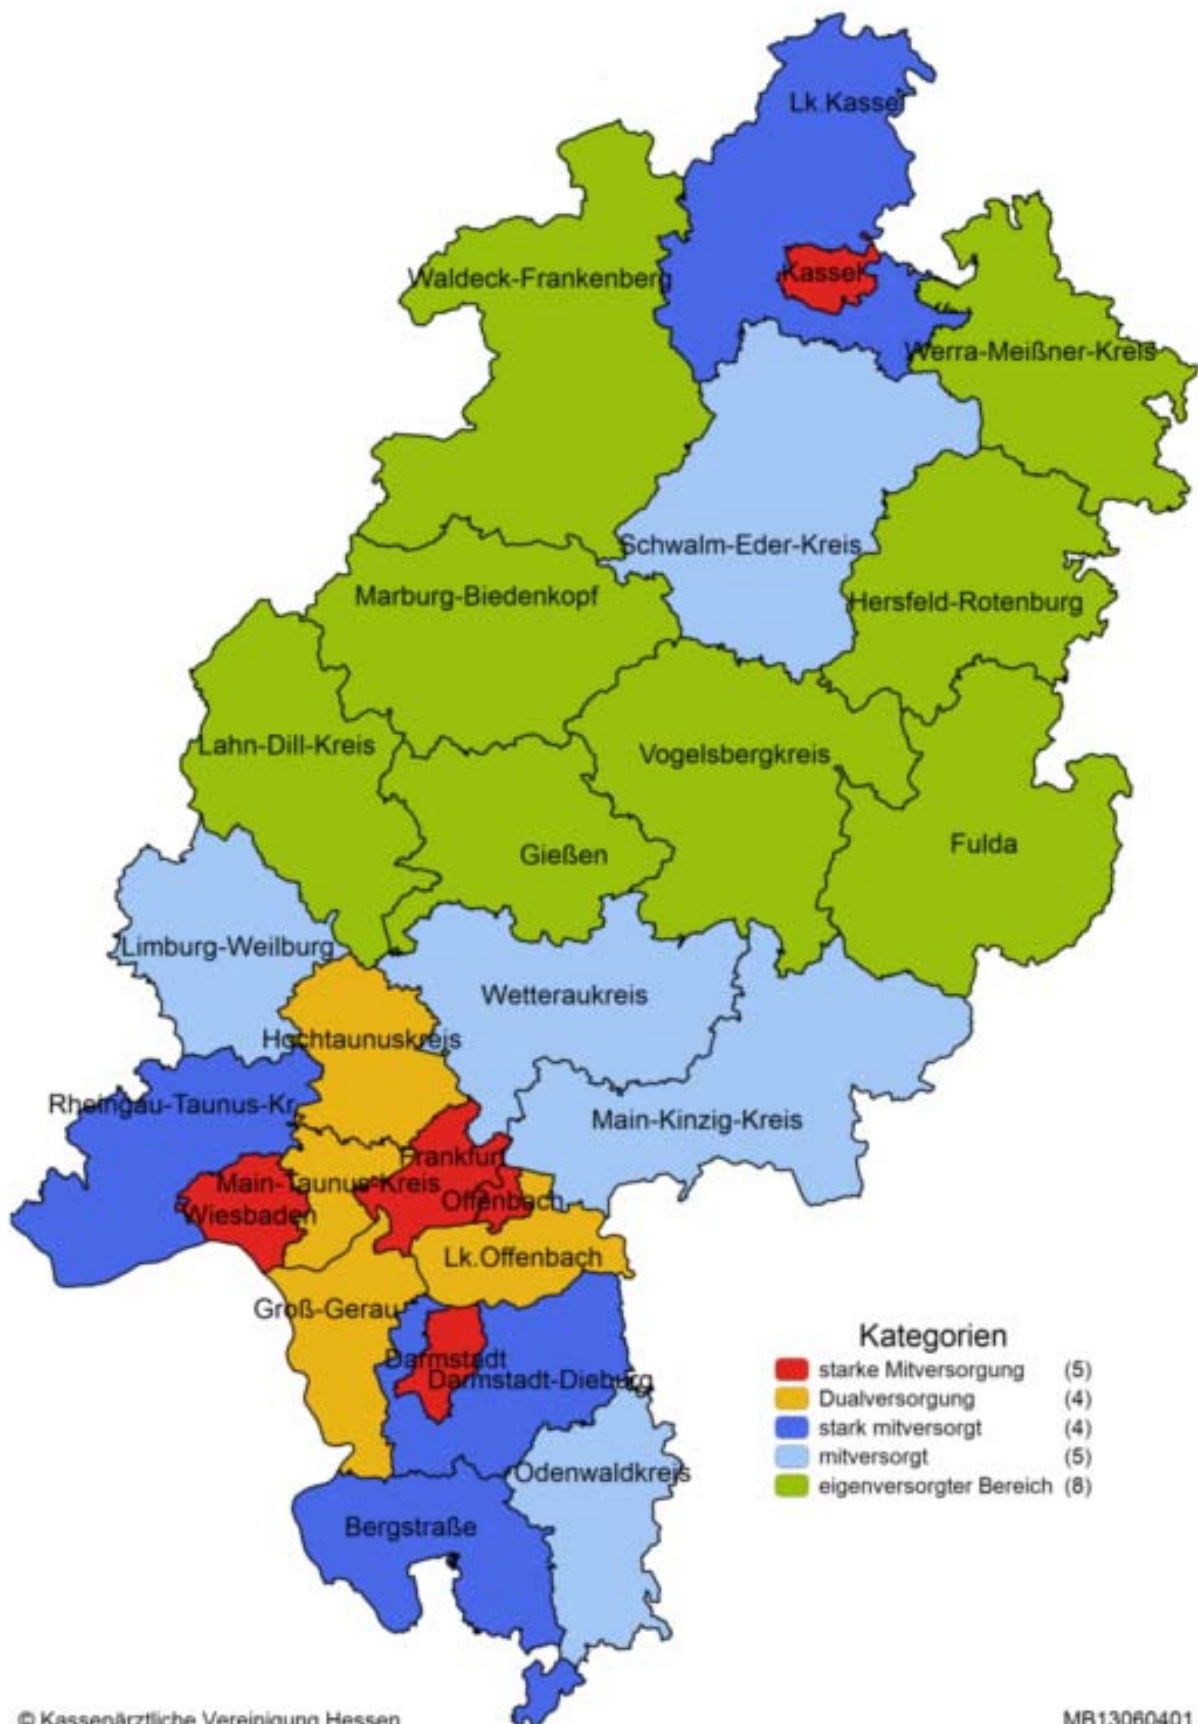 Lk.Kassel
Kassel
Waldeck-Frankenberg
Werra-Meißner-Kreis
Schwalm-Eder-Kreis
Marburg-Biedenkopf
Hersfeld-Rotenburg
Lahn-Dill-Kreis
Vogelsbergkreis
Gießen
Fulda
Limburg-Weilburg
Wetteraukreis
Hochtaunuskreis
Rheingau-Taunus-Kr.
Main-Kinzig-Kreis
Frankfurt
Main-Taunus-Kreis
Offenbach
Wiesbaden
Lk.Offenbach
Groß-Gerau
Darmstadt
Darmstadt-Dieburg
Odenwaldkreis
Bergstraße
Kategorien
starke Mitversorgung (5)
Dualversorgung (4)
stark mitversorgt (4)
mitversorgt (5)
eigenversorgter Bereich (8)
© Kassenärztliche Vereinigung Hessen
MB13060401